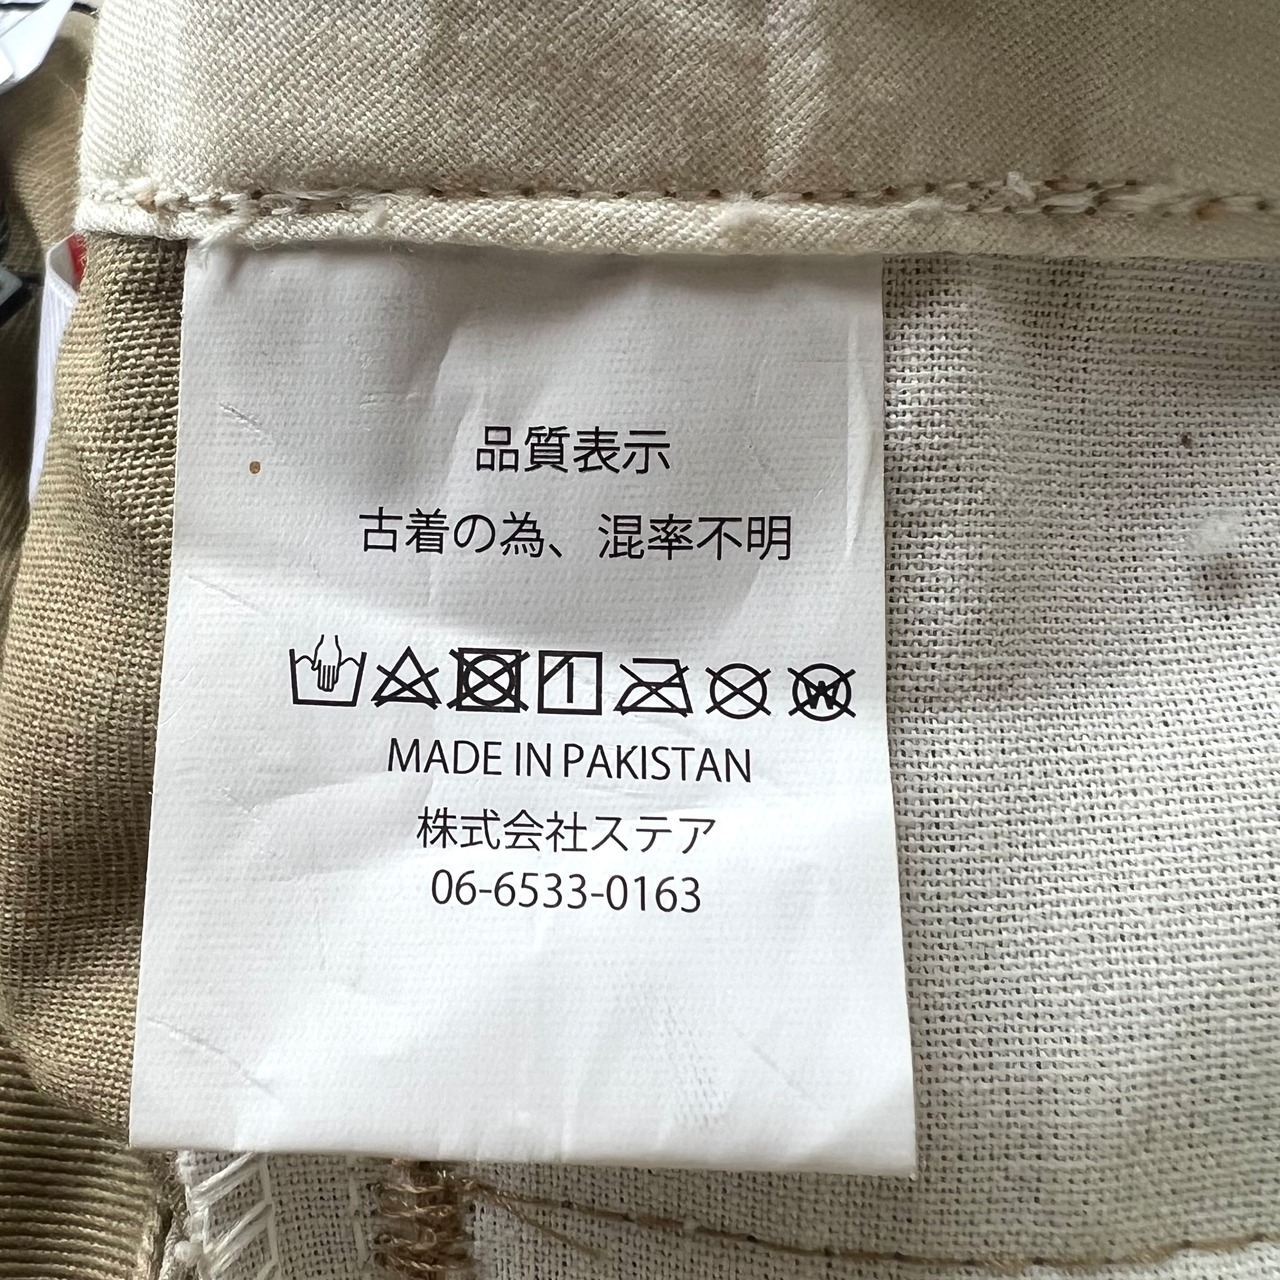 品質表示
古着の為、混率不明
MADE IN PAKISTAN
株式会社ステア
06-6533-0163